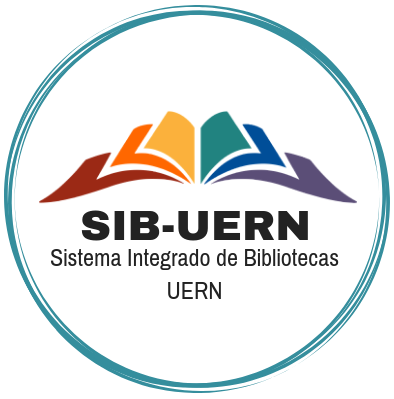 SIB-UERN
Sistema Integrado de Bibliotecas
UERN